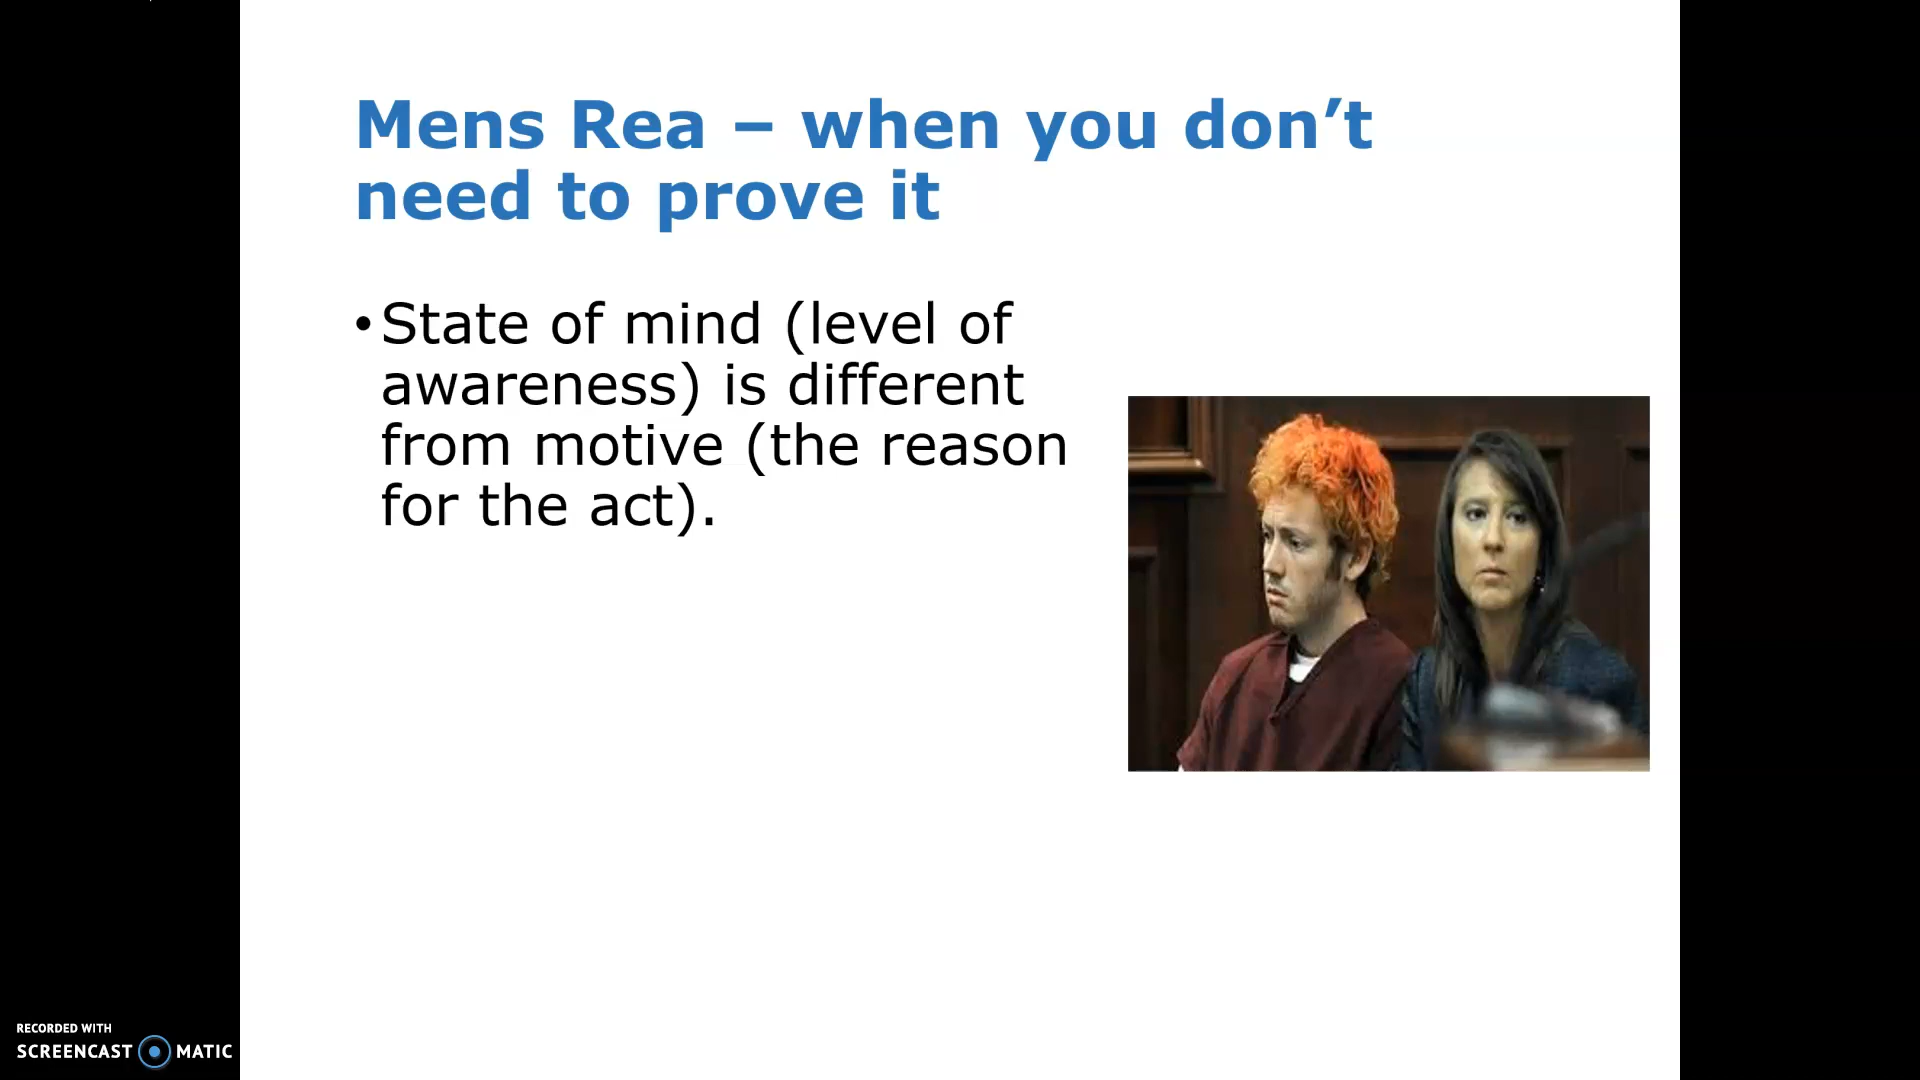 Mens Rea – when you don’t
need to prove it
•State of mind (level of
awareness) is different
from motive (the reason
for the act).
RECORDED WITH
SCREENCAST MATIC